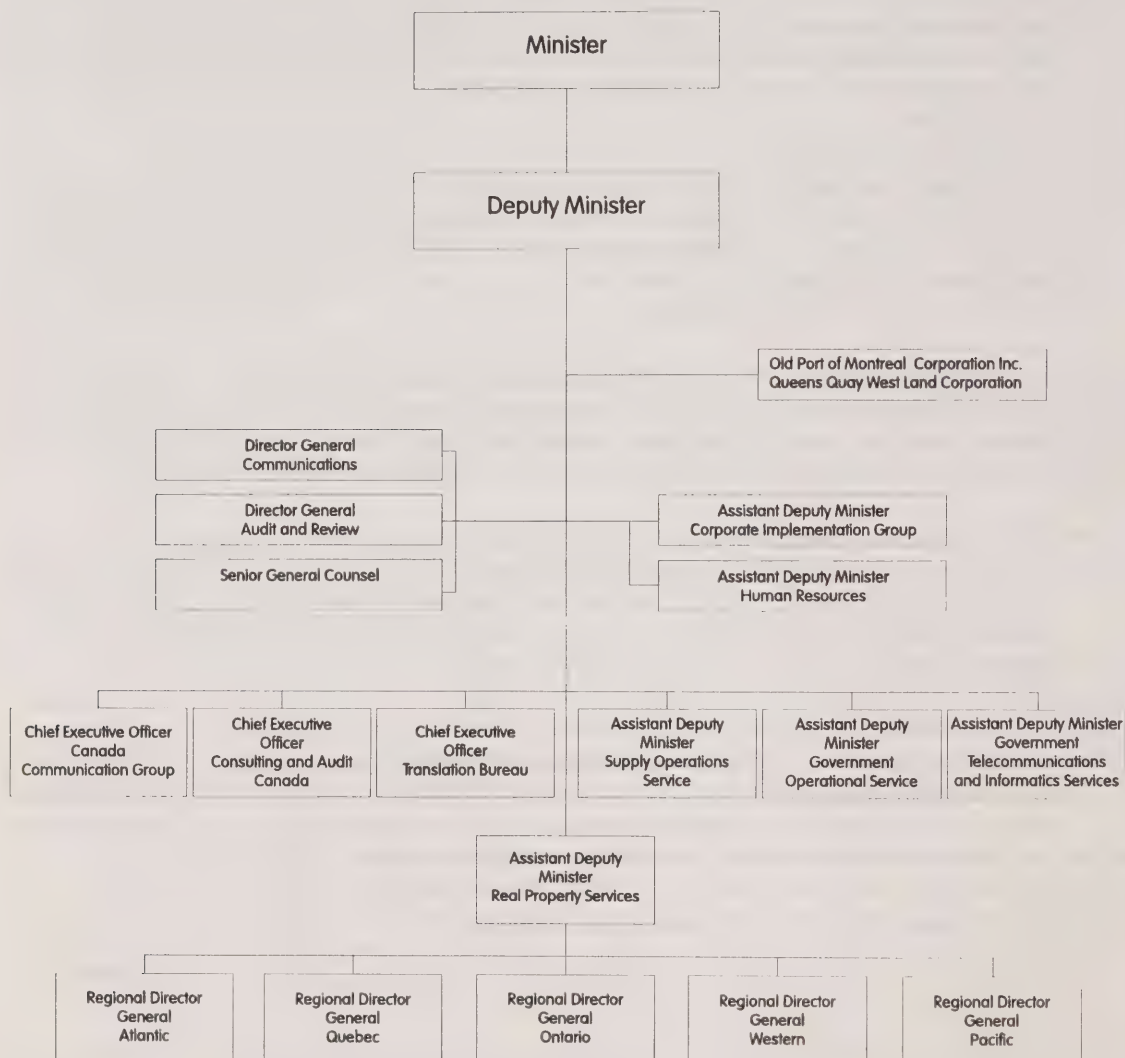 Minister
Deputy Minister
Old Port of Montreal Corporation Inc.
Queens Quay West Land Corporation
Director General
Communications
Director General
Audit and Review
Senior General Counsel
Assistant Deputy Minister
Corporate Implementation Group
Assistant Deputy Minister
Human Resources
Chief Executive Officer
Canada
Communication Group
Chief Executive
Officer
Consulting and Audit
Canada
Chief Executive
Officer
Translation Bureau
Assistant Deputy
Minister
Supply Operations
Service
Assistant Deputy
Minister
Government
Operational Service
Assistant Deputy Minister
Government
Telecommunications
and Informatics Services
Assistant Deputy
Minister
Real Property Services
Regional Director
General
Atlantic
Regional Director
General
Quebec
Regional Director
General
Ontario
Regional Director
General
Western
Regional Director
General
Pacific